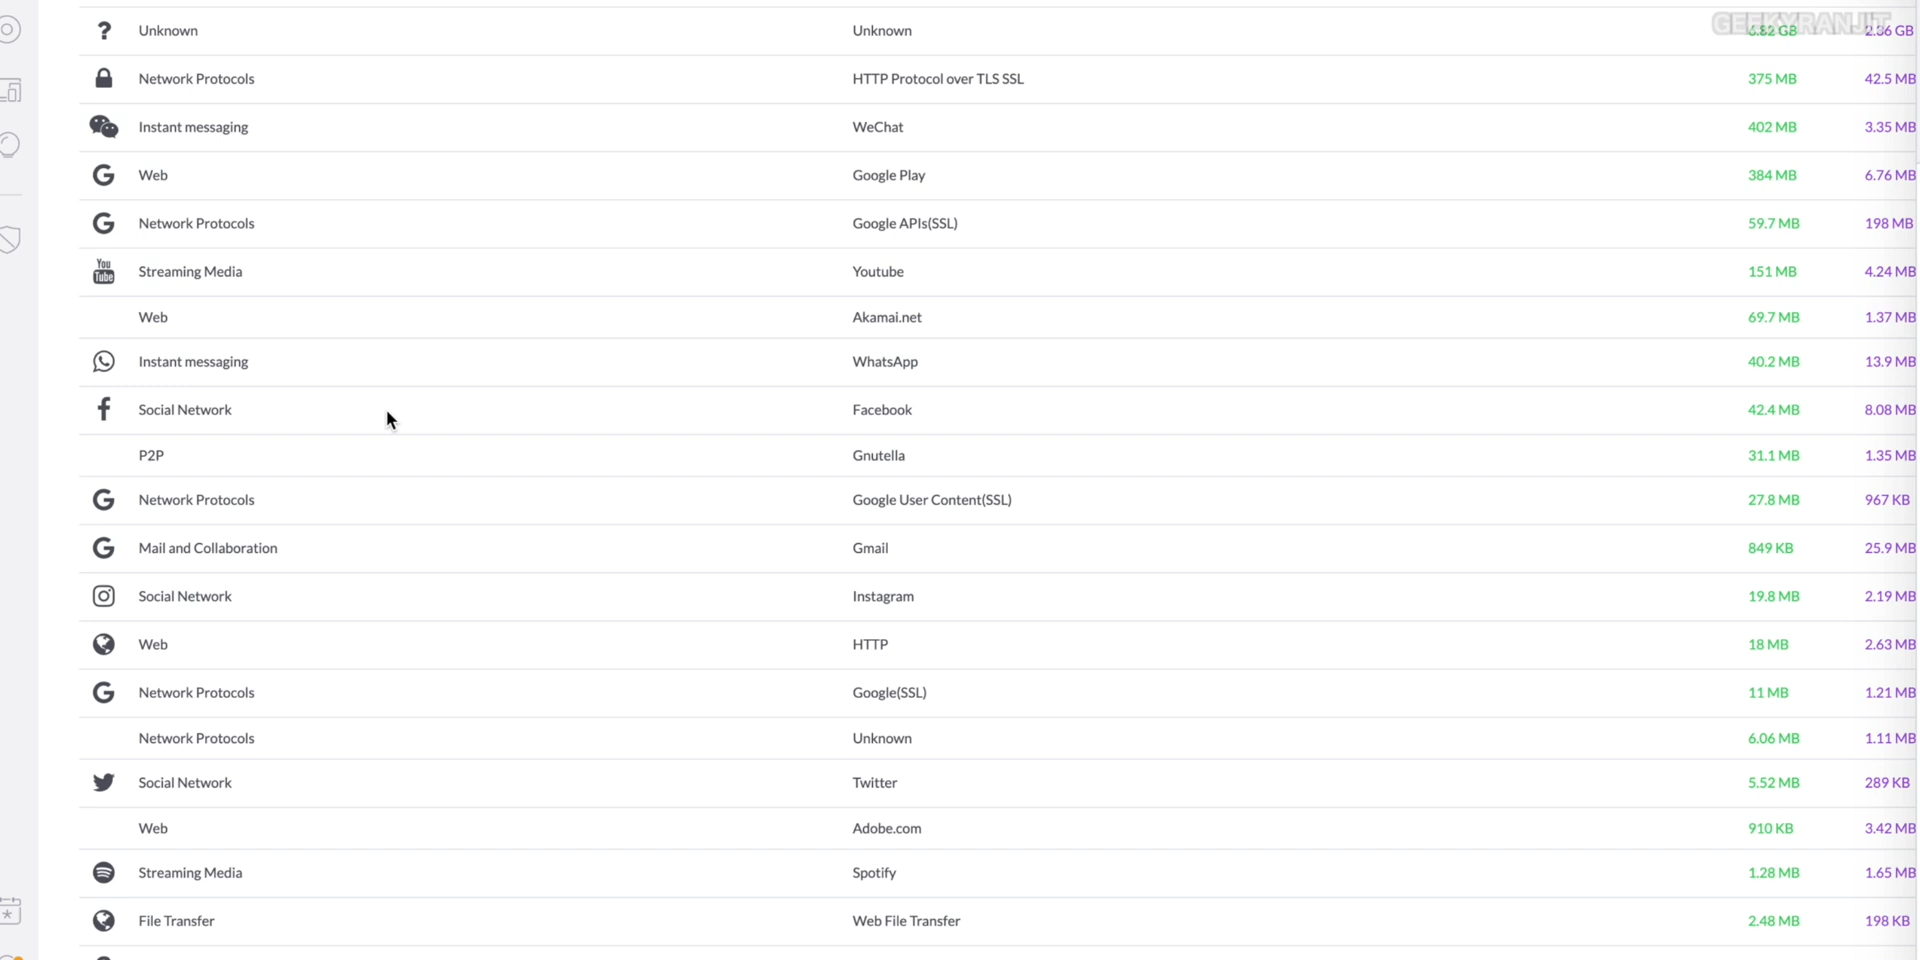 GEEKYRANJIT
Unknown Unknown 6.82 GB 2.36 GB
Network Protocols HTTP Protocol over TLS SSL 375 MB 42.5 MB
Instant messaging WeChat 402 MB 3.35 MB
Web Google Play 384 MB 6.76 MB
Network Protocols Google APIs(SSL) 59.7 MB 198 MB
You
Tube
Streaming Media Youtube 151 MB 4.24 MB
Web Akamai.net 69.7 MB 1.37 MB
Instant messaging WhatsApp 40.2 MB 13.9 MB
Social Network Facebook 42.4 MB 8.08 MB
P2P Gnutella 31.1 MB 1.35 MB
Network Protocols Google User Content(SSL) 27.8 MB 967 KB
Mail and Collaboration Gmail 849 KB 25.9 MB
Social Network Instagram 19.8 MB 2.19 MB
Web HTTP 18 MB 2.63 MB
Network Protocols Google(SSL) 11 MB 1.21 MB
Network Protocols Unknown 6.06 MB 1.11 MB
Social Network Twitter 5.52 MB 289 KB
Web Adobe.com 910 KB 3.42 MB
Streaming Media Spotify 1.28 MB 1.65 MB
File Transfer Web File Transfer 2.48 MB 198 KB